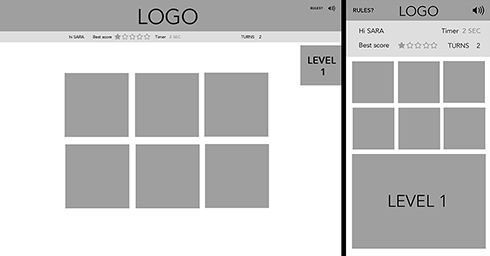 LOGO
RULES?
Hi SARA Best score Timer 2 SEC TURNS 2
LEVEL
1
RULES? LOGO
Hi SARA Timer 2 SEC
Best score TURNS 2
LEVEL 1